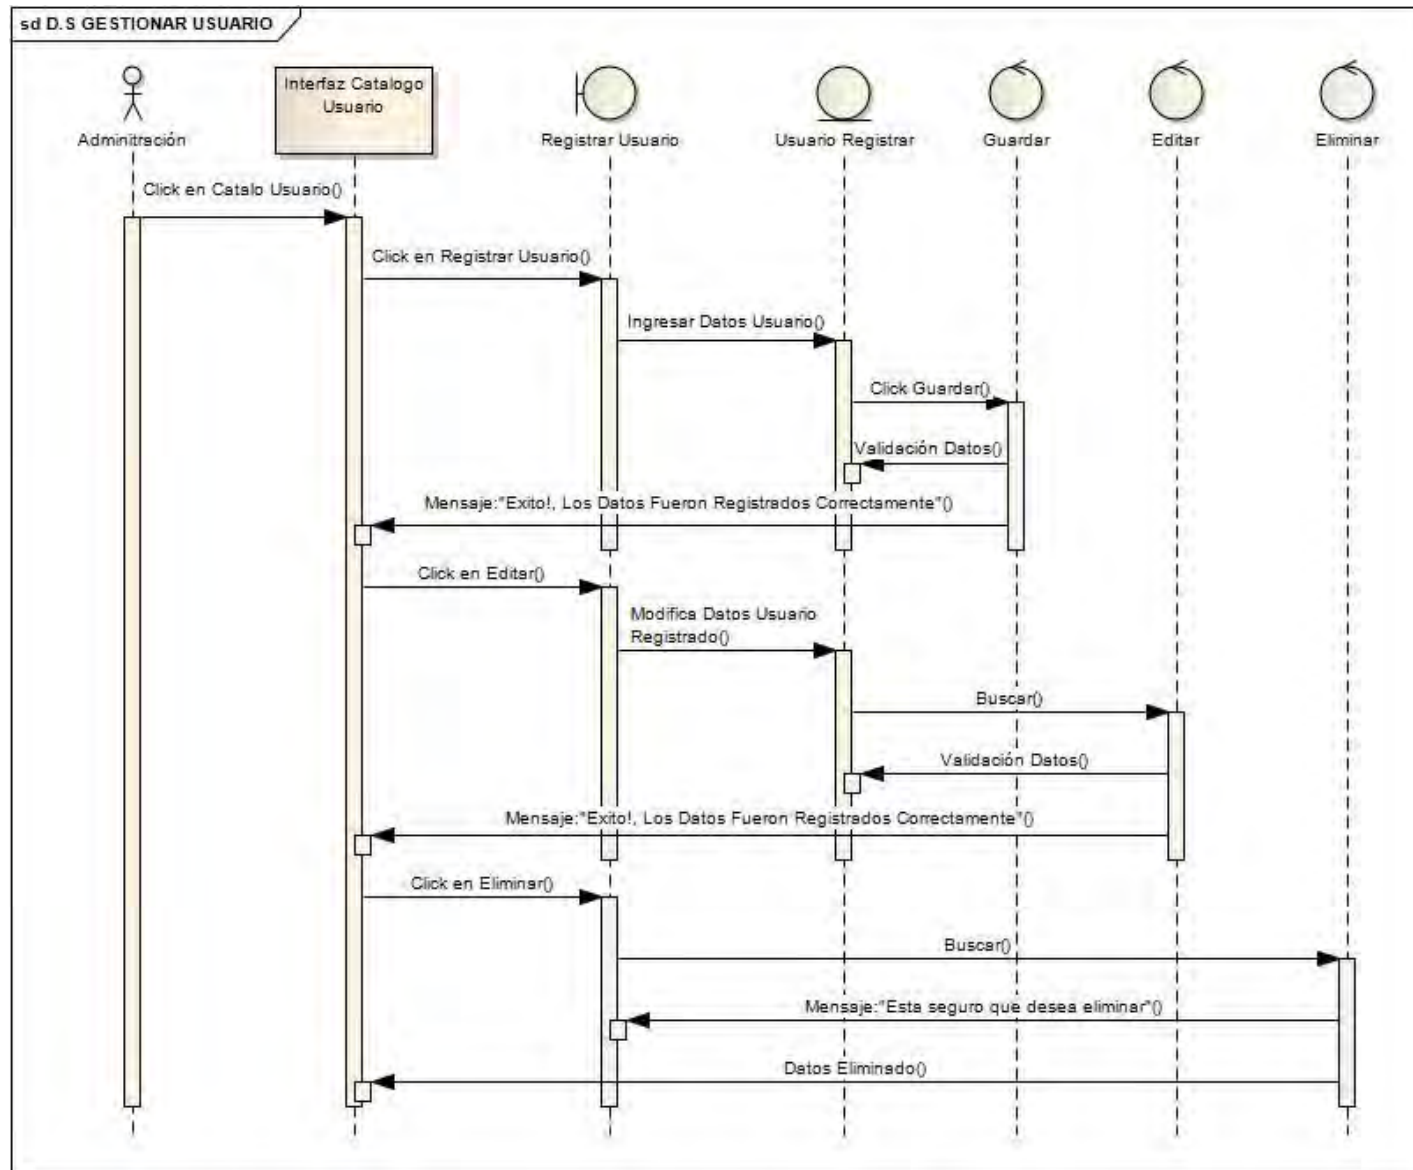 sd D.S GESTIONAR USUARIO
Interfaz Catalogo
Usuario
Adminitración
Registrar Usuario
Usuario Registrar
Guardar
Editar
Eliminar
Click en Catalo Usuario()
Click en Registrar Usuario()
Ingresar Datos Usuario()
Click Guardar()
Validación Datos()
Mensaje:"Exito!, Los Datos Fueron Registrados Correctamente"()
Click en Editar()
Modifica Datos Usuario
Registrado()
Buscar()
Validación Datos()
Mensaje:"Exito!, Los Datos Fueron Registrados Correctamente"()
Click en Eliminar()
Buscar()
Mensaje:"Esta seguro que desea eliminar"()
Datos Eliminado()